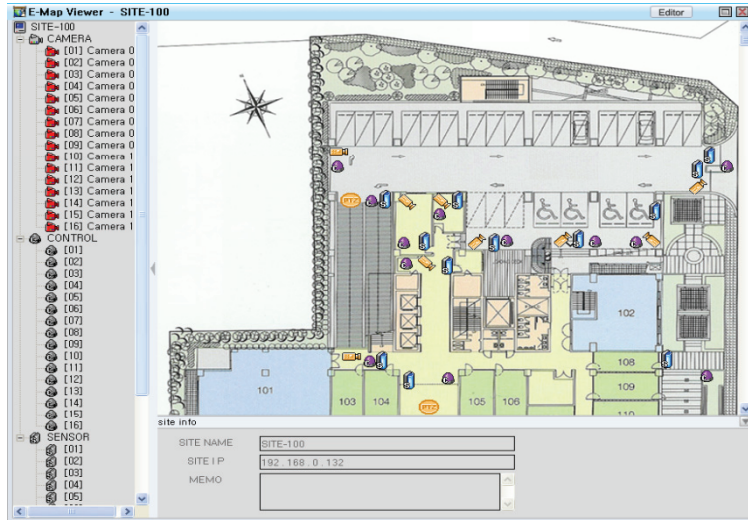 E-Map Viewer - SITE-100
Editor
SITE-100
CAMERA
[01] Camera 0
[02] Camera 0
[03] Camera 0
[04] Camera 0
[05] Camera 0
[06] Camera 0
[07] Camera 0
[08] Camera 0
[09] Camera 0
[10] Camera 1
[11] Camera 1
[12] Camera 1
[13] Camera 1
[14] Camera 1
[15] Camera 1
[16] Camera 1
CONTROL
[01]
[02]
[03]
[04]
[05]
[06]
[07]
[08]
[09]
[10]
[11]
[12]
[13]
[14]
[15]
[16]
SENSOR
[01]
[02]
[03]
[04]
[05]
PTZ
102
101
103
104
PTZ
105
106
108
109
110
site info
SITE NAME
SITE-100
SITE I P
192 . 168 . 0 . 132
MEMO